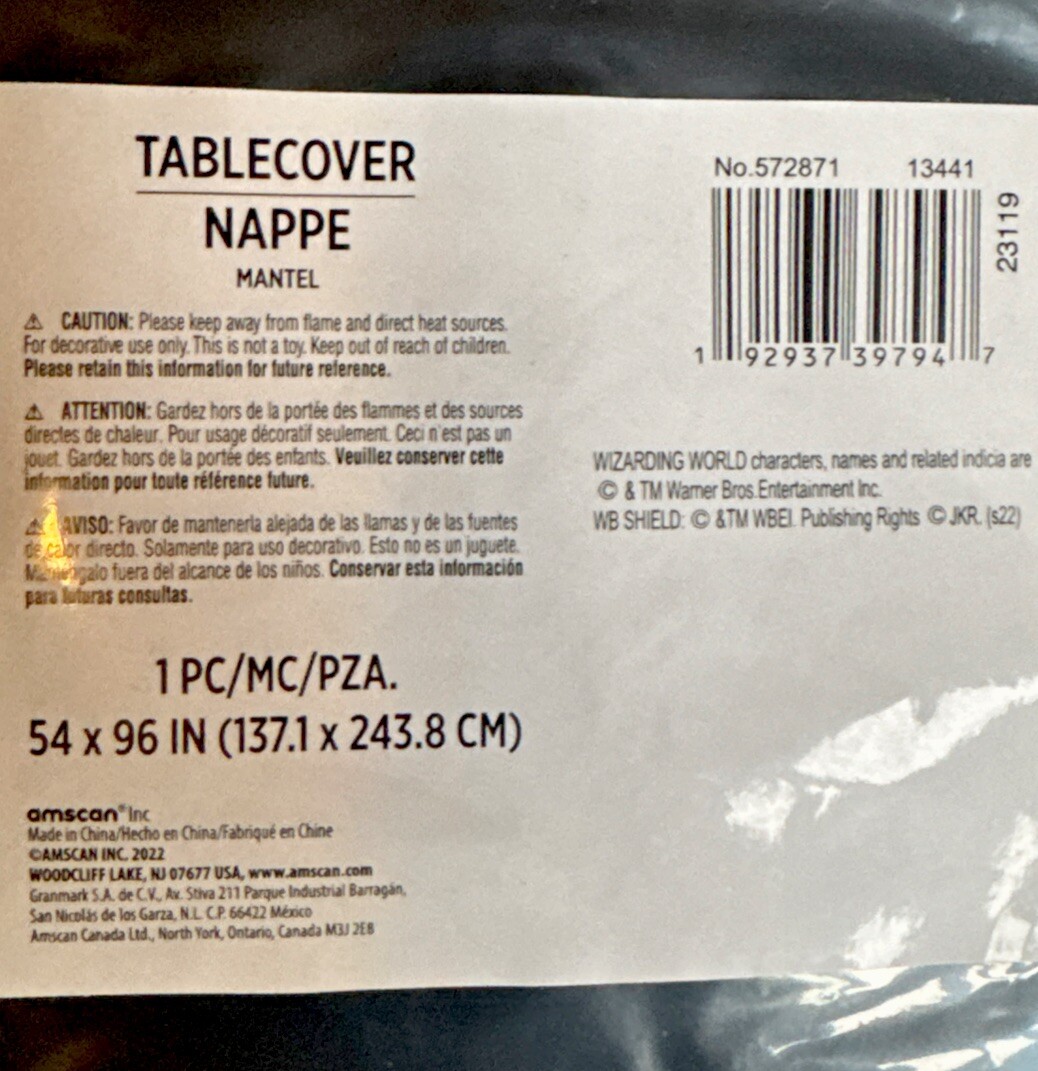 TABLECOVER
NAPPE
MANTEL
⚠ CAUTION: Please keep away from flame and direct heat sources.
For decorative use only. This is not a toy. Keep out of reach of children.
Please retain this information for future reference.
⚠ ATTENTION: Gardez hors de la portée des flammes et des sources
directes de chaleur. Pour usage décoratif seulement. Ceci n'est pas un
jouet. Gardez hors de la portée des enfants. Veuillez conserver cette
information pour toute référence future.
⚠ AVISO: Favor de mantenerla alejada de las llamas y de las fuentes
de calor directo. Solamente para uso decorativo. Esto no es un juguete.
Manténgalo fuera del alcance de los niños. Conservar esta información
para futuras consultas.
1 PC/MC/PZA.
54 x 96 IN (137.1 x 243.8 CM)
amscan® Inc
Made in China/Hecho en China/Fabriqué en Chine
©AMSCAN INC. 2022
WOODCLIFF LAKE, NJ 07677 USA, www.amscan.com
Granmark S.A. de C.V., Av. Stiva 211 Parque Industrial Barragán,
San Nicolás de los Garza, N.L. C.P. 66422 México
Amscan Canada Ltd., North York, Ontario, Canada M3J 2E8
No.572871 13441
23119
1 92937 39794 7
WIZARDING WORLD characters, names and related indicia are
© & TM Warner Bros. Entertainment Inc.
WB SHIELD: © &TM WBEI. Publishing Rights © JKR. (s22)